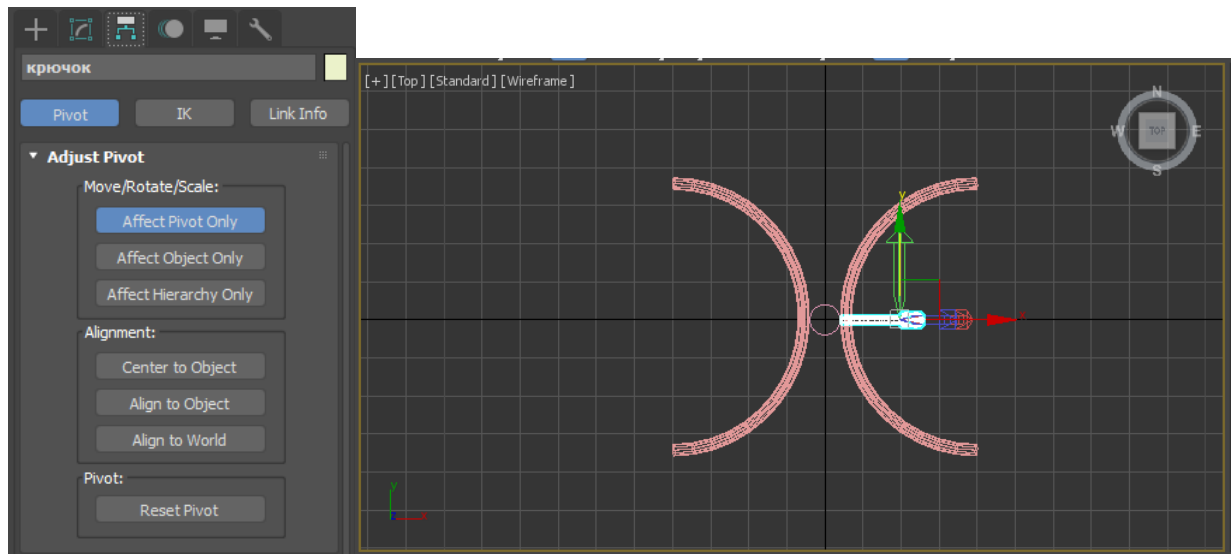 крючок
Pivot IK Link Info
Adjust Pivot
Move/Rotate/Scale:
Affect Pivot Only
Affect Object Only
Affect Hierarchy Only
Alignment:
Center to Object
Align to Object
Align to World
Pivot:
Reset Pivot
[+] [Top] [Standard] [Wireframe]
N
W TOP E
S
y
x
y
z x